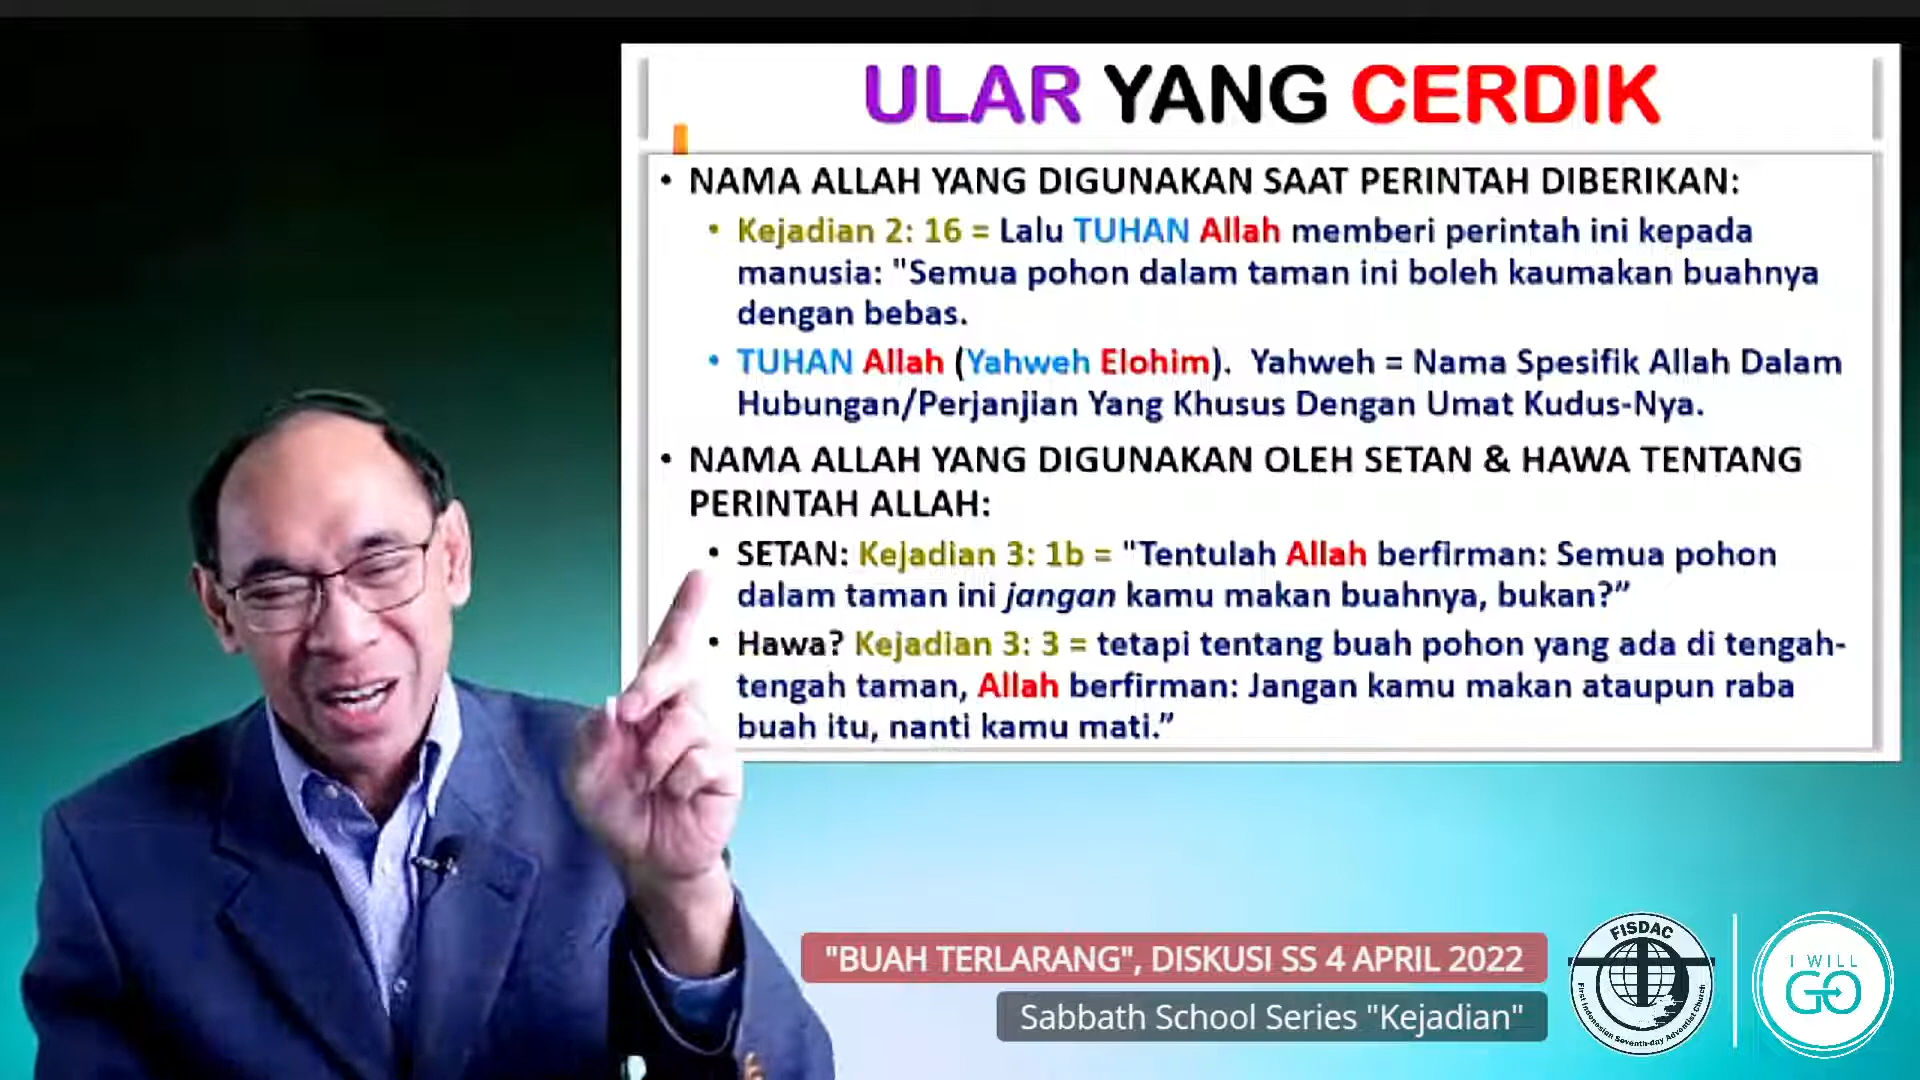 ULAR YANG CERDIK
• NAMA ALLAH YANG DIGUNAKAN SAAT PERINTAH DIBERIKAN:
• Kejadian 2: 16 = Lalu TUHAN Allah memberi perintah ini kepada
manusia: "Semua pohon dalam taman ini boleh kaumakan buahnya
dengan bebas.
• TUHAN Allah (Yahweh Elohim). Yahweh = Nama Spesifik Allah Dalam
Hubungan/Perjanjian Yang Khusus Dengan Umat Kudus-Nya.
• NAMA ALLAH YANG DIGUNAKAN OLEH SETAN & HAWA TENTANG
PERINTAH ALLAH:
• SETAN: Kejadian 3: 1b = "Tentulah Allah berfirman: Semua pohon
dalam taman ini jangan kamu makan buahnya, bukan?”
• Hawa? Kejadian 3: 3 = tetapi tentang buah pohon yang ada di tengah-
tengah taman, Allah berfirman: Jangan kamu makan ataupun raba
buah itu, nanti kamu mati.”
"BUAH TERLARANG", DISKUSI SS 4 APRIL 2022
Sabbath School Series "Kejadian"
FISDAC
First Indonesian Seventh-day Adventist Church
I WILL
GO